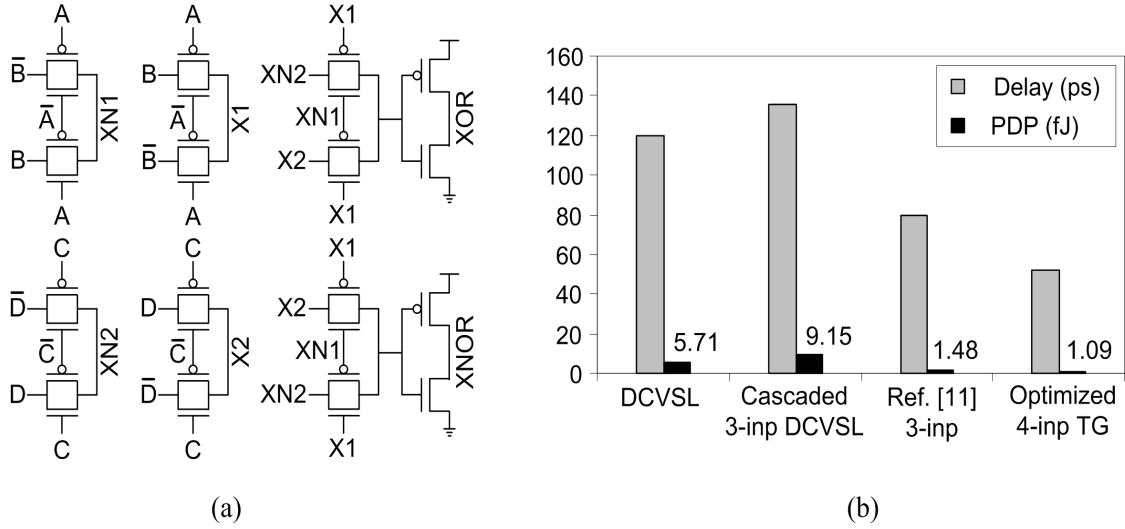 A
B̅
A̅
B
A
XN1
A
B
A̅
B̅
A
X1
X1
XN2
XN1
X2
X1
XOR
C
D̅
C̅
D
C
XN2
C
D
C̅
D̅
C
X2
X1
X2
XN1
XN2
X1
XNOR
(a)
160
140
120
100
80
60
40
20
0
Delay (ps)
PDP (fJ)
5.71
9.15
1.48
1.09
DCVSL
Cascaded
3-inp DCVSL
Ref. [11]
3-inp
Optimized
4-inp TG
(b)